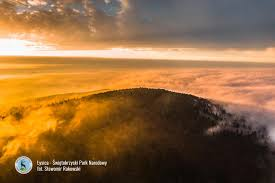 Łysica - Świętokrzyski Park Narodowy
fot. Sławomir Rakowski